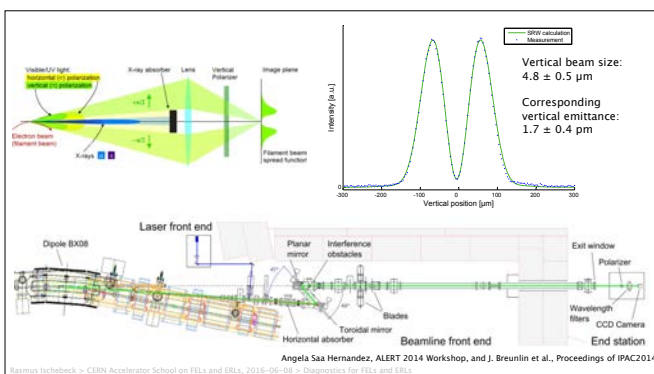 Visible/UV light:
horizontal (σ) polarization
vertical (π) polarization
X-ray absorber
Lens
Vertical
Polarizer
Image plane
Electron beam
(filament beam)
X-rays
Filament beam
spread function
SRW calculation
Measurement
Intensity [a.u.]
-300 -200 -100 0 100 200 300
Vertical position [µm]
Vertical beam size:
4.8 ± 0.5 µm
Corresponding
vertical emittance:
1.7 ± 0.4 pm
Laser front end
Dipole BX08
Planar
mirror
Interference
obstacles
Exit window
Polarizer
45°
45°
Blades
Toroidal mirror
Horizontal absorber
Beamline front end
Wavelength
filters
CCD Camera
End station
Angela Saa Hernandez, ALERT 2014 Workshop, and J. Breunlin et al., Proceedings of IPAC2014
Rasmus Ischebeck > CERN Accelerator School on FELs and ERLs, 2016-06-08 > Diagnostics for FELs and ERLs